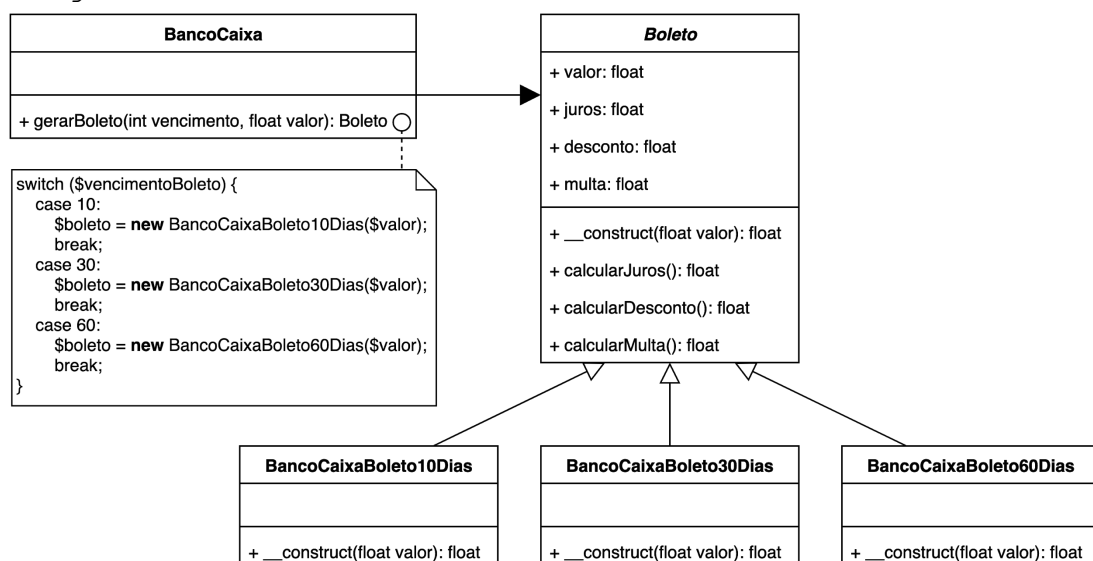 BancoCaixa
+ gerarBoleto(int vencimento, float valor): Boleto
switch ($vencimentoBoleto) {
case 10:
$boleto = new BancoCaixaBoleto10Dias($valor);
break;
case 30:
$boleto = new BancoCaixaBoleto30Dias($valor);
break;
case 60:
$boleto = new BancoCaixaBoleto60Dias($valor);
break;
}
Boleto
+ valor: float
+ juros: float
+ desconto: float
+ multa: float
+ __construct(float valor): float
+ calcularJuros(): float
+ calcularDesconto(): float
+ calcularMulta(): float
BancoCaixaBoleto10Dias
+ __construct(float valor): float
BancoCaixaBoleto30Dias
+ __construct(float valor): float
BancoCaixaBoleto60Dias
+ __construct(float valor): float